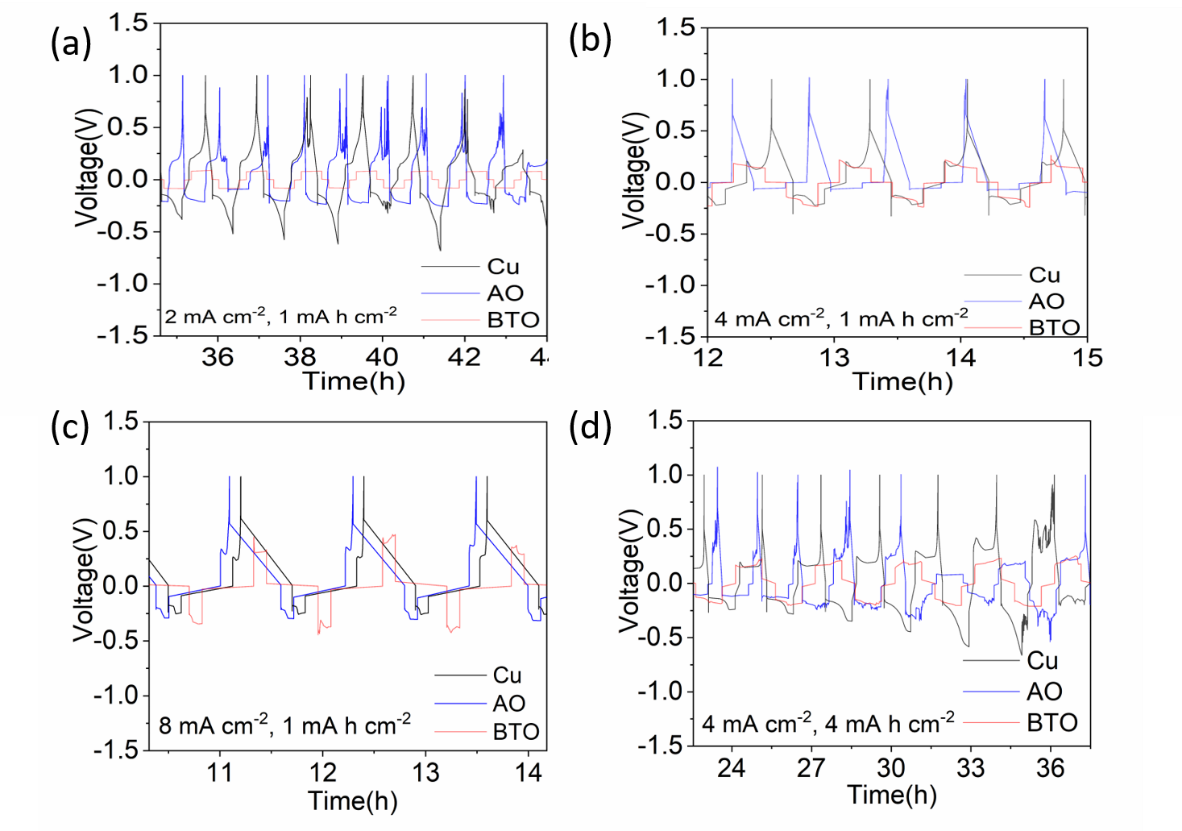 (a)
1.5
1.0
0.5
0.0
-0.5
-1.0
-1.5
Voltage(V)
Cu
AO
BTO
2 mA cm-2, 1 mA h cm-2
36 38 40 42 44
Time(h)
(b)
1.5
1.0
0.5
0.0
-0.5
-1.0
-1.5
Voltage(V)
Cu
AO
BTO
4 mA cm-2, 1 mA h cm-2
12 13 14 15
Time(h)
(c)
1.5
1.0
0.5
0.0
-0.5
-1.0
-1.5
Voltage(V)
Cu
AO
BTO
8 mA cm-2, 1 mA h cm-2
11 12 13 14
Time(h)
(d)
1.5
1.0
0.5
0.0
-0.5
-1.0
-1.5
Voltage(V)
Cu
AO
BTO
4 mA cm-2, 4 mA h cm-2
24 27 30 33 36
Time(h)